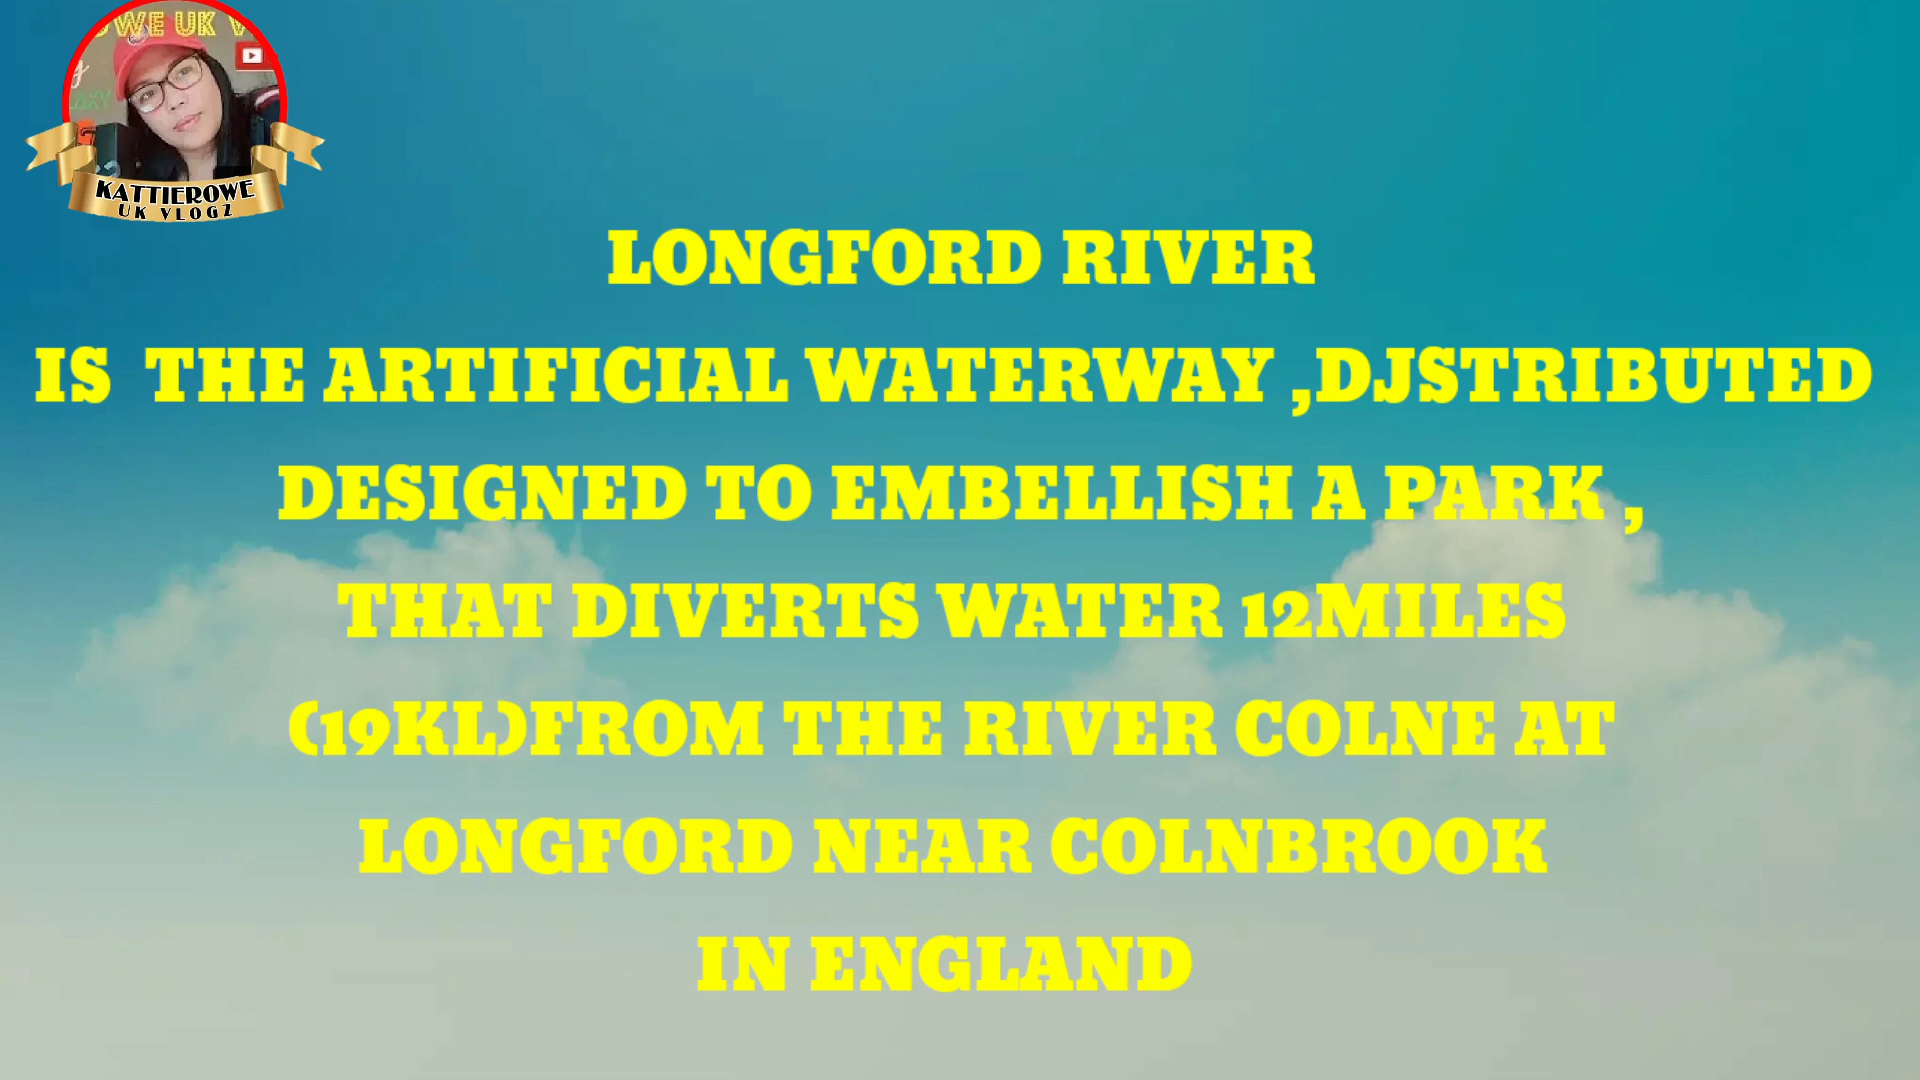 OWE UK V
KATTIEROWE
UK VLOGZ
LONGFORD RIVER
IS THE ARTIFICIAL WATERWAY ,DJSTRIBUTED
DESIGNED TO EMBELLISH A PARK ,
THAT DIVERTS WATER 12MILES
(19KL)FROM THE RIVER COLNE AT
LONGFORD NEAR COLNBROOK
IN ENGLAND